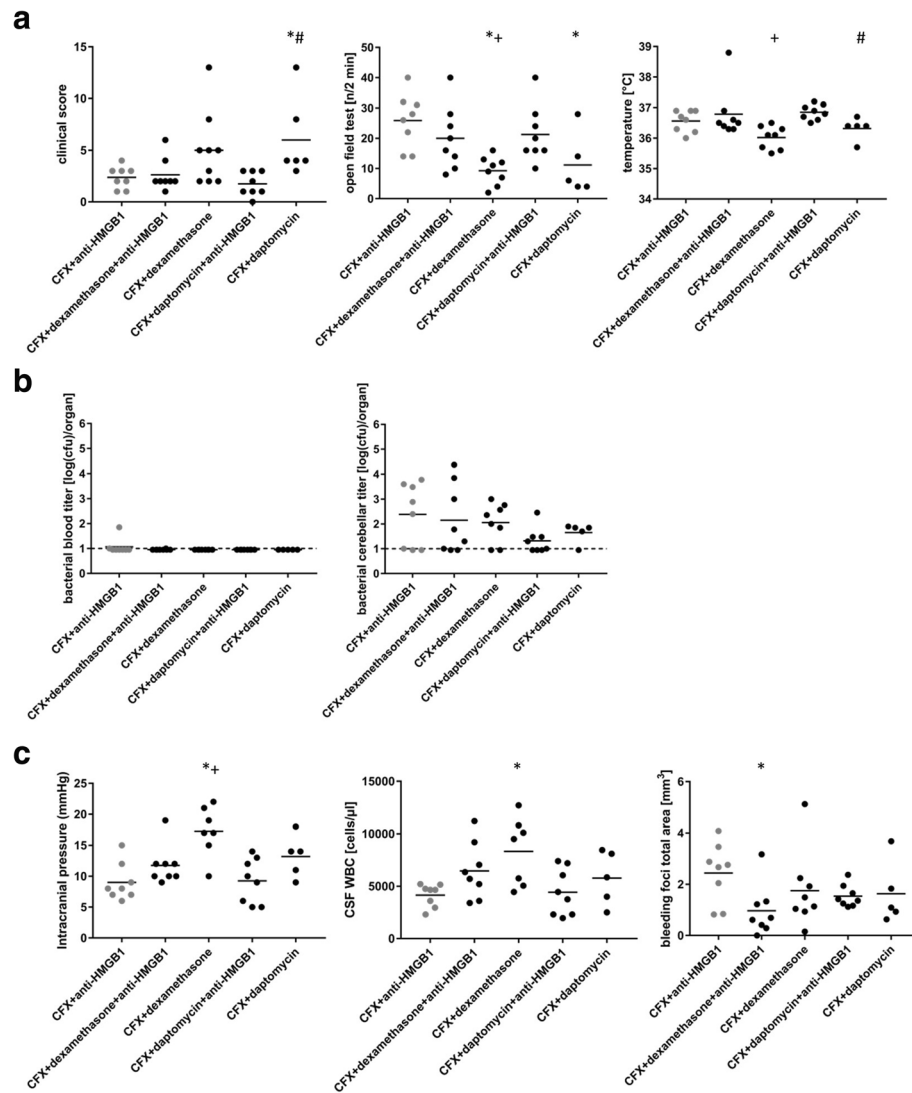 a
*#
*+
*
+
#
15
10
5
0
clinical score
CFX+anti-HMGB1
CFX+dexamethasone+anti-HMGB1
CFX+dexamethasone
CFX+daptomycin+anti-HMGB1
CFX+daptomycin
50
40
30
20
10
0
open field test [n/2 min]
CFX+anti-HMGB1
CFX+dexamethasone+anti-HMGB1
CFX+dexamethasone
CFX+daptomycin+anti-HMGB1
CFX+daptomycin
39
38
37
36
35
34
temperature [°C]
CFX+anti-HMGB1
CFX+dexamethasone+anti-HMGB1
CFX+dexamethasone
CFX+daptomycin+anti-HMGB1
CFX+daptomycin
b
6
5
4
3
2
1
0
bacterial blood titer [log(cfu)/organ]
CFX+anti-HMGB1
CFX+dexamethasone+anti-HMGB1
CFX+dexamethasone
CFX+daptomycin+anti-HMGB1
CFX+daptomycin
6
5
4
3
2
1
0
bacterial cerebellar titer [log(cfu)/organ]
CFX+anti-HMGB1
CFX+dexamethasone+anti-HMGB1
CFX+dexamethasone
CFX+daptomycin+anti-HMGB1
CFX+daptomycin
c
*+
*
*
25
20
15
10
5
0
Intracranial pressure (mmHg)
CFX+anti-HMGB1
CFX+dexamethasone+anti-HMGB1
CFX+dexamethasone
CFX+daptomycin+anti-HMGB1
CFX+daptomycin
15000
10000
5000
0
CSF WBC [cells/µl]
CFX+anti-HMGB1
CFX+dexamethasone+anti-HMGB1
CFX+dexamethasone
CFX+daptomycin+anti-HMGB1
CFX+daptomycin
6
4
2
0
bleeding foci total area [mm³]
CFX+anti-HMGB1
CFX+dexamethasone+anti-HMGB1
CFX+dexamethasone
CFX+daptomycin+anti-HMGB1
CFX+daptomycin